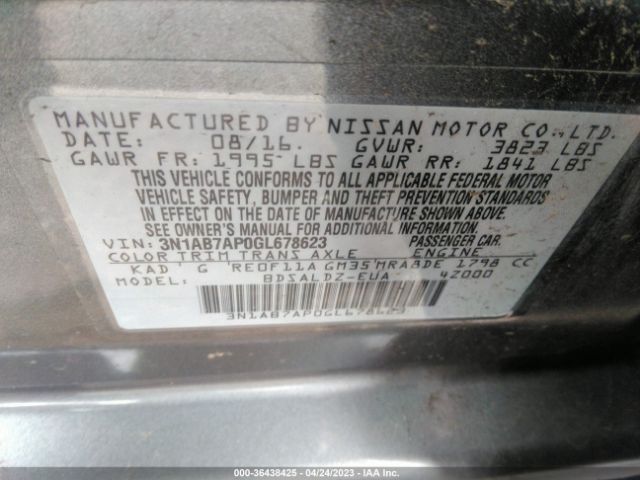 MANUFACTURED BY NISSAN MOTOR CO., LTD.
DATE: 08/16. GVWR: 3823 LBS
GAWR FR: 1995 LBS GAWR RR: 1841 LBS
THIS VEHICLE CONFORMS TO ALL APPLICABLE FEDERAL MOTOR
VEHICLE SAFETY, BUMPER AND THEFT PREVENTION STANDARDS
IN EFFECT ON THE DATE OF MANUFACTURE SHOWN ABOVE.
SEE OWNER'S MANUAL FOR ADDITIONAL INFORMATION.
VIN: 3N1AB7AP0GL678623 PASSENGER CAR.
COLOR TRIM TRANS AXLE ENGINE
KAD G RE0F11A GM35 MRA8DE 1798 CC
MODEL: BDSALDZ-EUA 42000
3N1AB7AP0GL678623
000-36438425 - 04/24/2023 - IAA Inc.